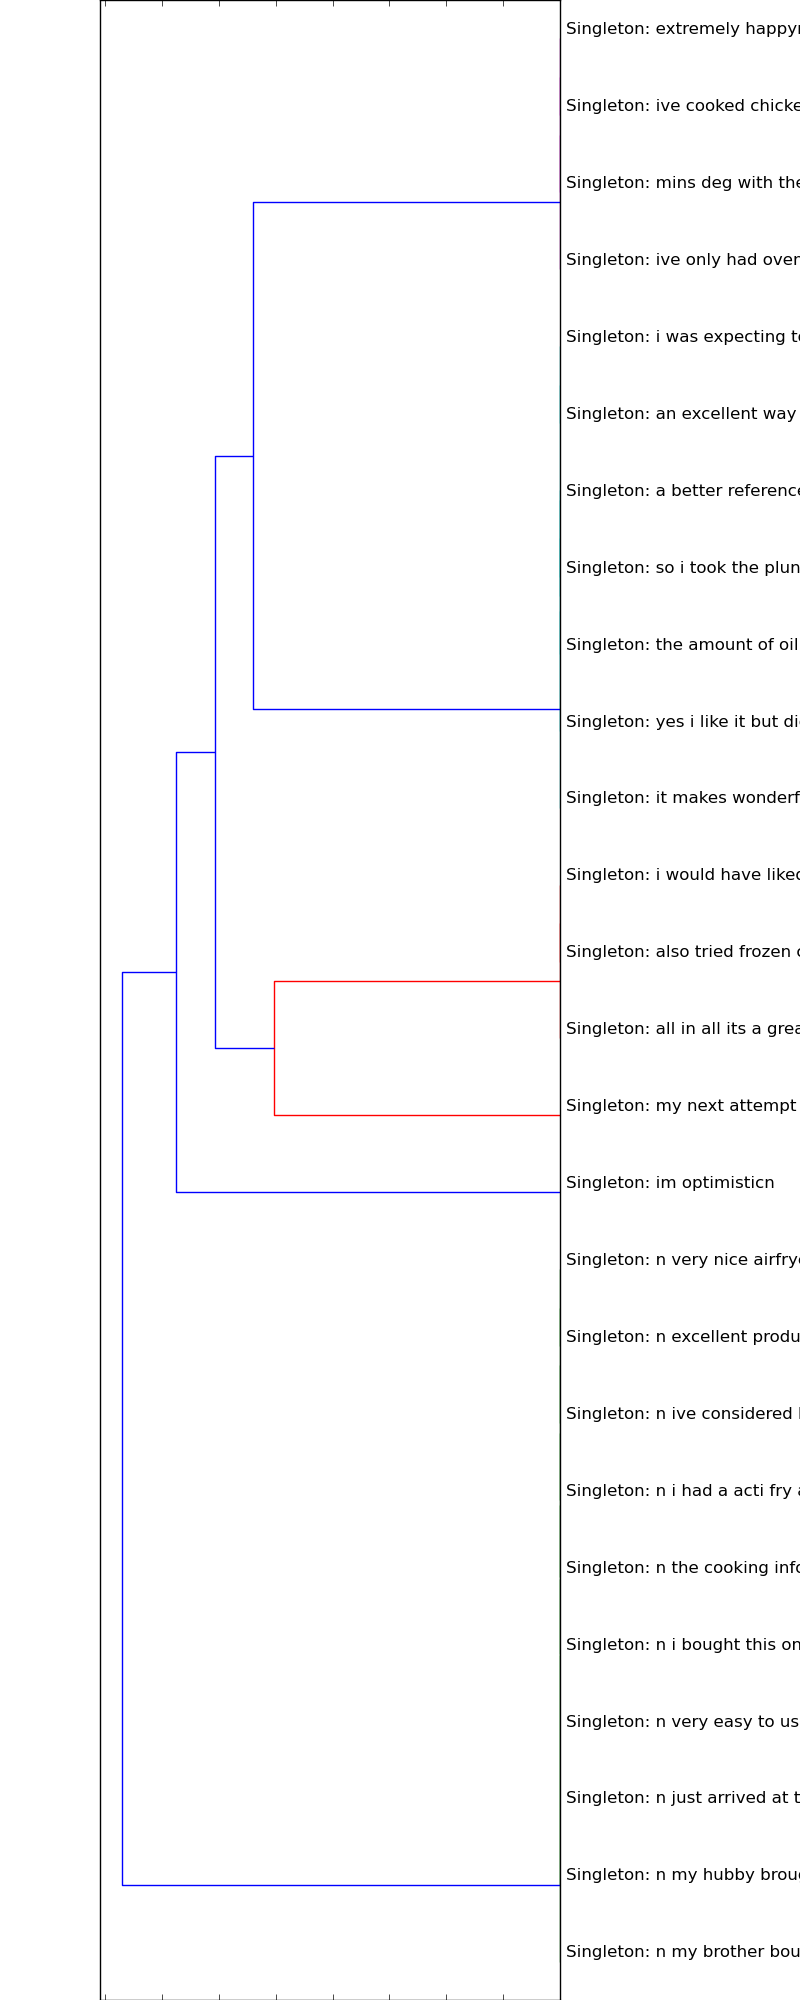 Singleton: extremely happy
Singleton: ive cooked chicke
Singleton: mins deg with the
Singleton: ive only had over
Singleton: i was expecting t
Singleton: an excellent way
Singleton: a better reference
Singleton: so i took the plun
Singleton: the amount of oil
Singleton: yes i like it but di
Singleton: it makes wonderf
Singleton: i would have liked
Singleton: also tried frozen
Singleton: all in all its a grea
Singleton: my next attempt
Singleton: im optimisticn
Singleton: n very nice airfry
Singleton: n excellent produ
Singleton: n ive considered
Singleton: n i had a acti fry a
Singleton: n the cooking info
Singleton: n i bought this on
Singleton: n very easy to us
Singleton: n just arrived at t
Singleton: n my hubby broug
Singleton: n my brother bou